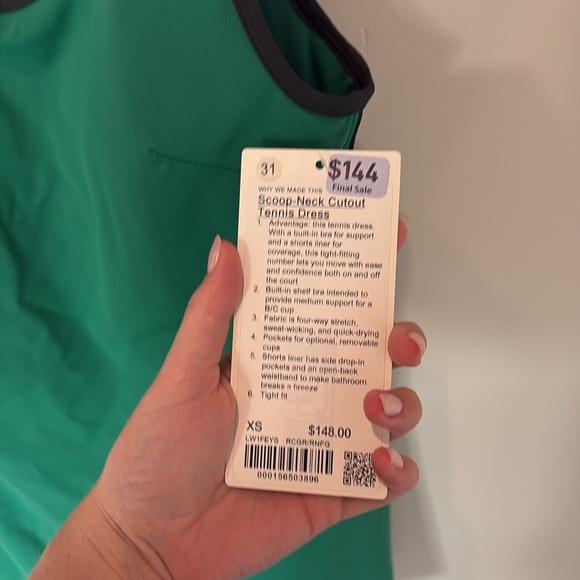 31
$144
Final Sale
WHY WE MADE THIS
Scoop-Neck Cutout
Tennis Dress
1. Advantage: this tennis dress.
With a built-in bra for support
and a shorts liner for
coverage, this tight-fitting
number lets you move with ease
and confidence both on and off
the court
2. Built-in shelf bra intended to
provide medium support for a
B/C cup
3. Fabric is four-way stretch,
sweat-wicking, and quick-drying
4. Pockets for optional, removable
cups
5. Shorts liner has side drop-in
pockets and an open-back
waistband to make bathroom
breaks a breeze
6. Tight fit
XS $148.00
LW1FEYS RCGR/RNFG
000156503896